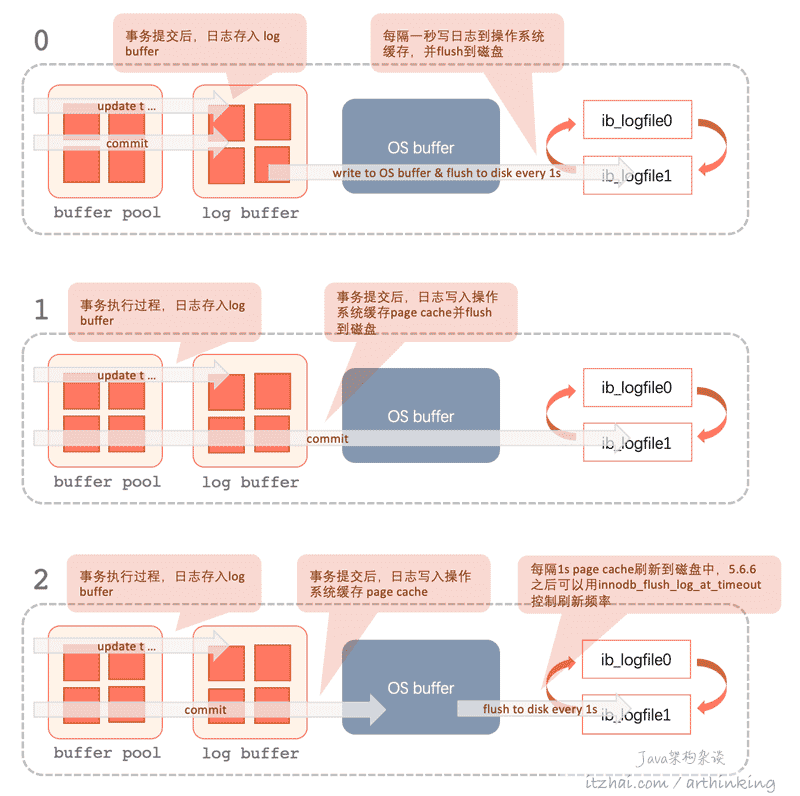 0
事务提交后，日志存入 log
buffer
每隔一秒写日志到操作系统
缓存，并flush到磁盘
update t ...
commit
OS buffer
write to OS buffer & flush to disk every 1s
ib_logfile0
ib_logfile1
buffer pool
log buffer
1
事务执行过程，日志存入log
buffer
事务提交后，日志写入操作
系统缓存page cache并flush
到磁盘
update t ...
OS buffer
commit
ib_logfile0
ib_logfile1
buffer pool
log buffer
2
事务执行过程，日志存入log
buffer
事务提交后，日志写入操作
系统缓存 page cache
每隔1s page cache刷新到磁盘中，5.6.6
之后可以用innodb_flush_log_at_timeout
控制刷新频率
update t ...
commit
OS buffer
flush to disk every 1s
ib_logfile0
ib_logfile1
buffer pool
log buffer
Java架构杂谈
itzhai.com / arthinking